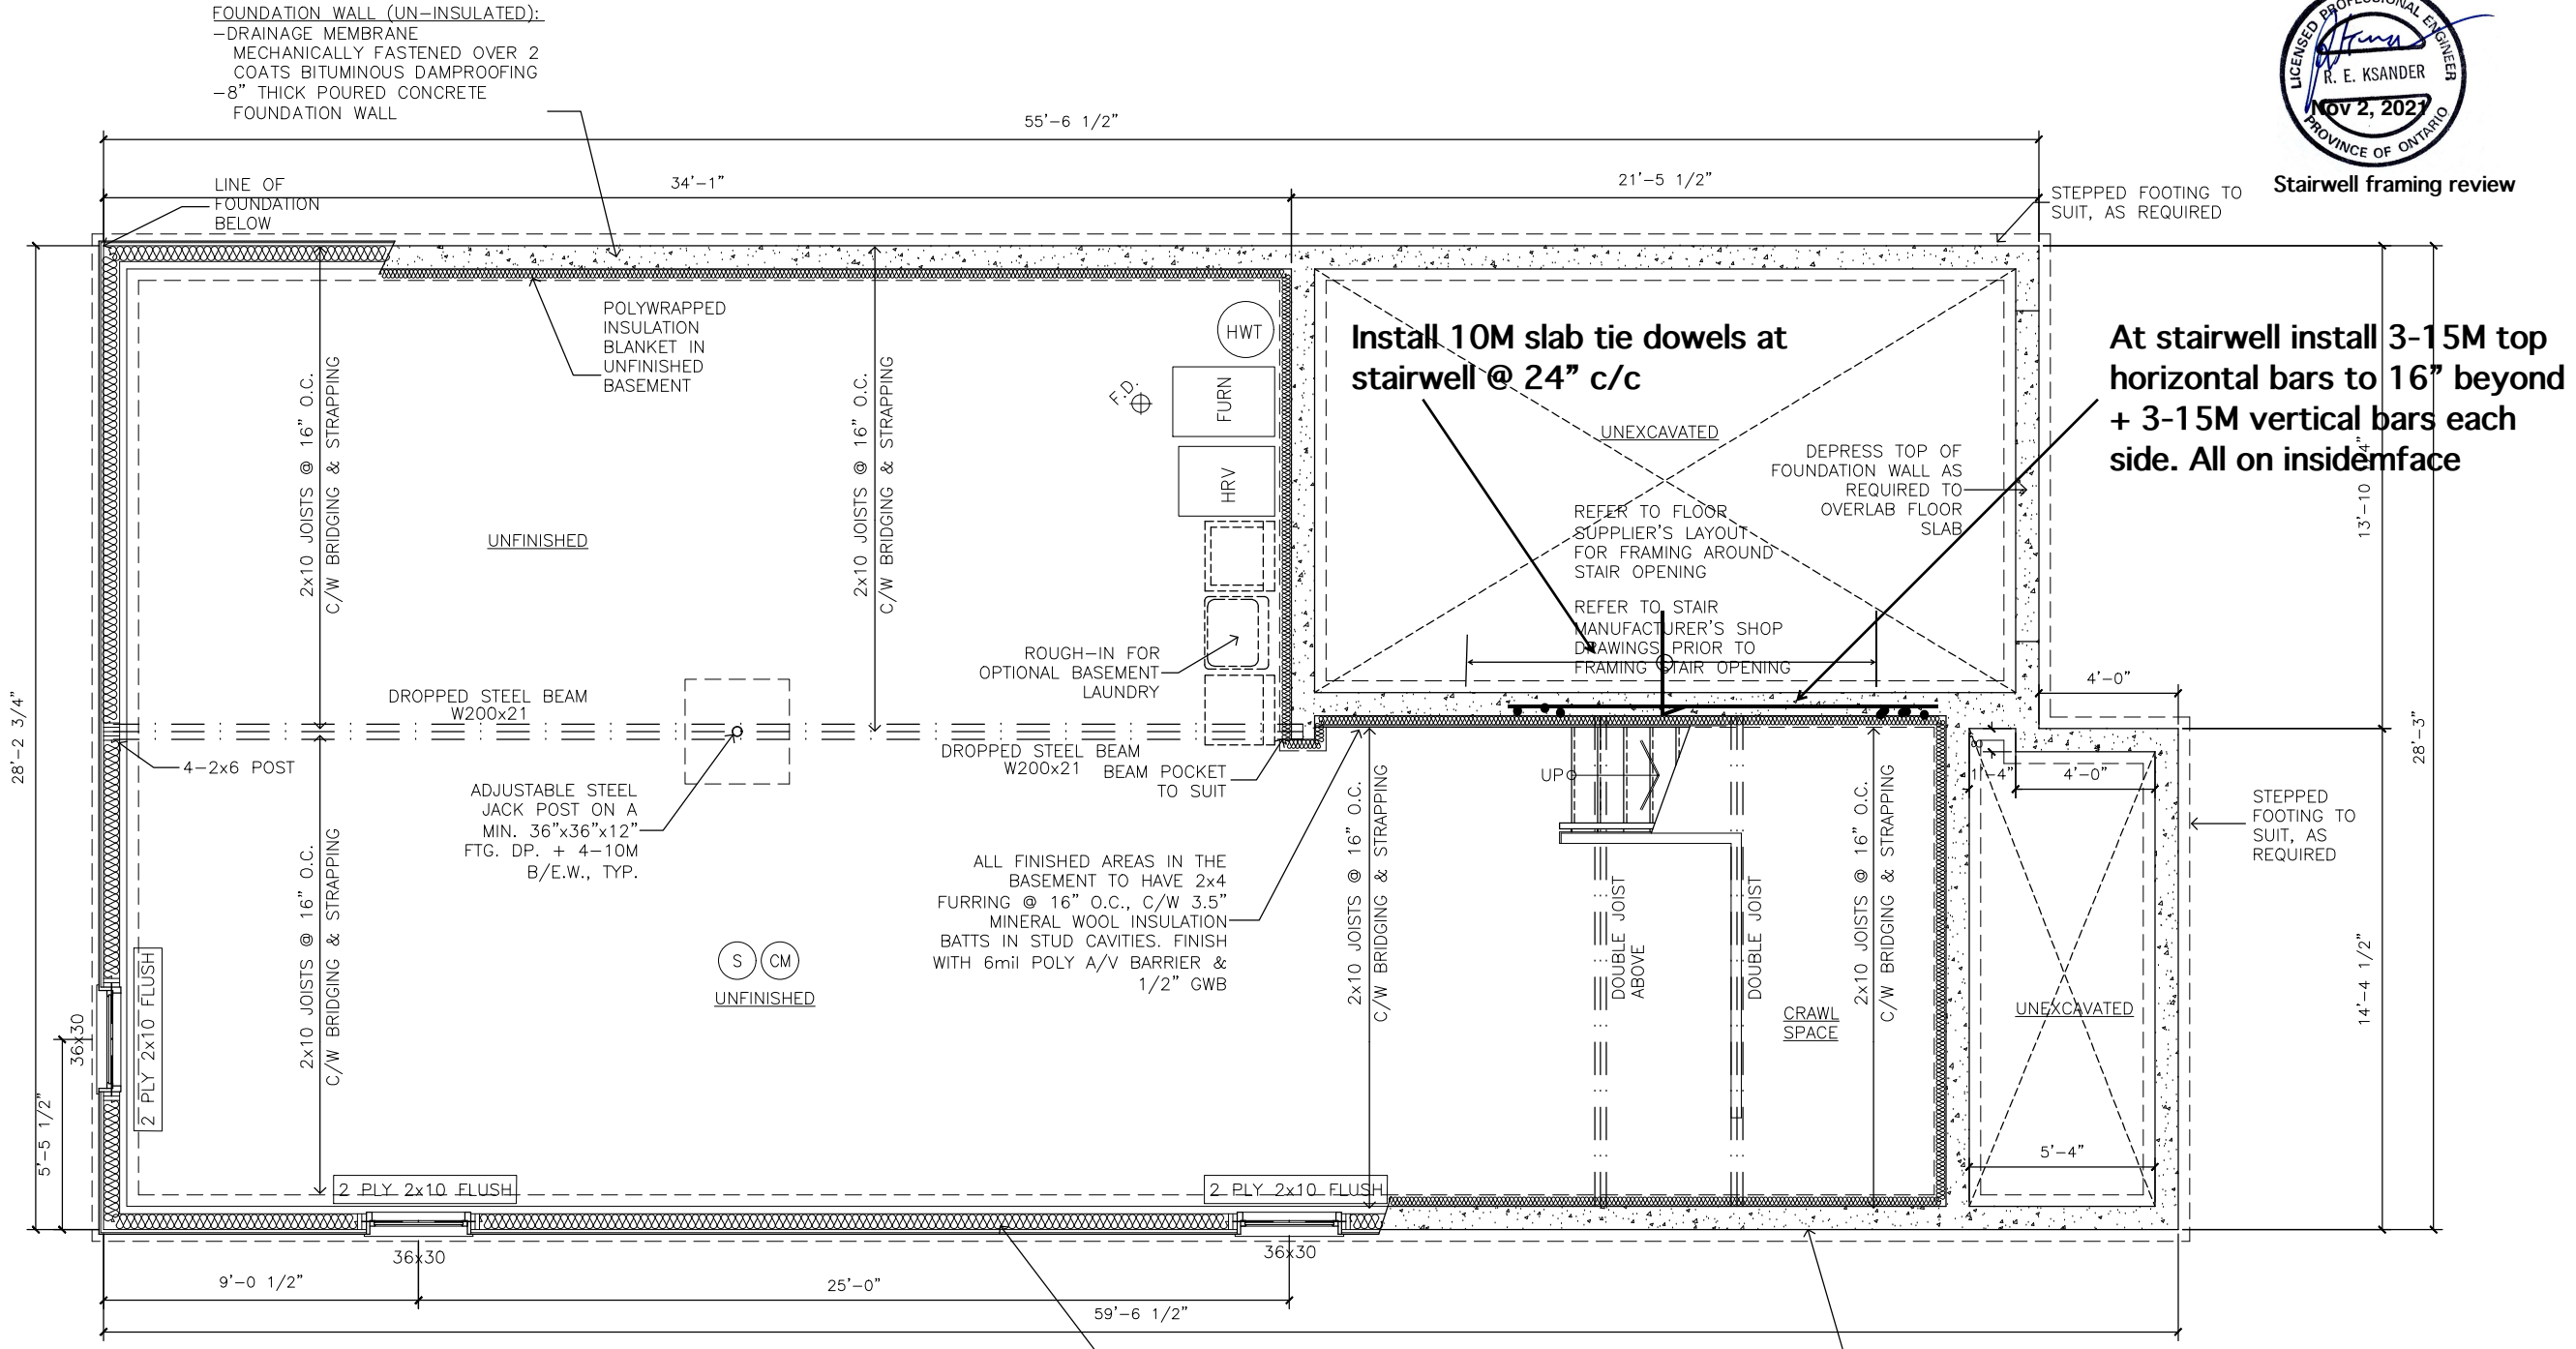 FOUNDATION WALL (UN-INSULATED):
-DRAINAGE MEMBRANE
MECHANICALLY FASTENED OVER 2
COATS BITUMINOUS DAMPROOFING
-8" THICK POURED CONCRETE
FOUNDATION WALL
LICENSED PROFESSIONAL ENGINEER
R. E. KSANDER
Nov 2, 2021
PROVINCE OF ONTARIO
Stairwell framing review
55'-6 1/2"
34'-1"
21'-5 1/2"
LINE OF
FOUNDATION
BELOW
STEPPED FOOTING TO
SUIT, AS REQUIRED
POLYWRAPPED
INSULATION
BLANKET IN
UNFINISHED
BASEMENT
2x10 JOISTS @ 16" O.C.
C/W BRIDGING & STRAPPING
2x10 JOISTS @ 16" O.C.
C/W BRIDGING & STRAPPING
HWT
FURN
F.D.
HRV
Install 10M slab tie dowels at
stairwell @ 24" c/c
At stairwell install 3-15M top
horizontal bars to 16" beyond
+ 3-15M vertical bars each
side. All on insidemface
UNEXCAVATED
DEPRESS TOP OF
FOUNDATION WALL AS
REQUIRED TO
OVERLAB FLOOR
SLAB
REFER TO FLOOR
SUPPLIER'S LAYOUT
FOR FRAMING AROUND
STAIR OPENING
REFER TO STAIR
MANUFACTURER'S SHOP
DRAWINGS PRIOR TO
FRAMING STAIR OPENING
13'-10
UNFINISHED
ROUGH-IN FOR
OPTIONAL BASEMENT
LAUNDRY
4'-0"
28'-2 3/4"
28'-3"
DROPPED STEEL BEAM
W200x21
DROPPED STEEL BEAM
W200x21
BEAM POCKET
TO SUIT
4-2x6 POST
ADJUSTABLE STEEL
JACK POST ON A
MIN. 36"x36"x12"
FTG. DP. + 4-10M
B/E.W., TYP.
UP
1'-4"
4'-0"
STEPPED
FOOTING TO
SUIT, AS
REQUIRED
ALL FINISHED AREAS IN THE
BASEMENT TO HAVE 2x4
FURRING @ 16" O.C., C/W 3.5"
MINERAL WOOL INSULATION
BATTS IN STUD CAVITIES. FINISH
WITH 6mil POLY A/V BARRIER &
1/2" GWB
2x10 JOISTS @ 16" O.C.
C/W BRIDGING & STRAPPING
2x10 JOISTS @ 16" O.C.
C/W BRIDGING & STRAPPING
DOUBLE JOIST
ABOVE
DOUBLE JOIST
2x10 JOISTS @ 16" O.C.
C/W BRIDGING & STRAPPING
S
CM
UNFINISHED
CRAWL
SPACE
UNEXCAVATED
14'-4 1/2"
36x30
2 PLY 2x10 FLUSH
5'-5 1/2"
5'-4"
2 PLY 2x10 FLUSH
2 PLY 2x10 FLUSH
36x30
36x30
9'-0 1/2"
25'-0"
59'-6 1/2"